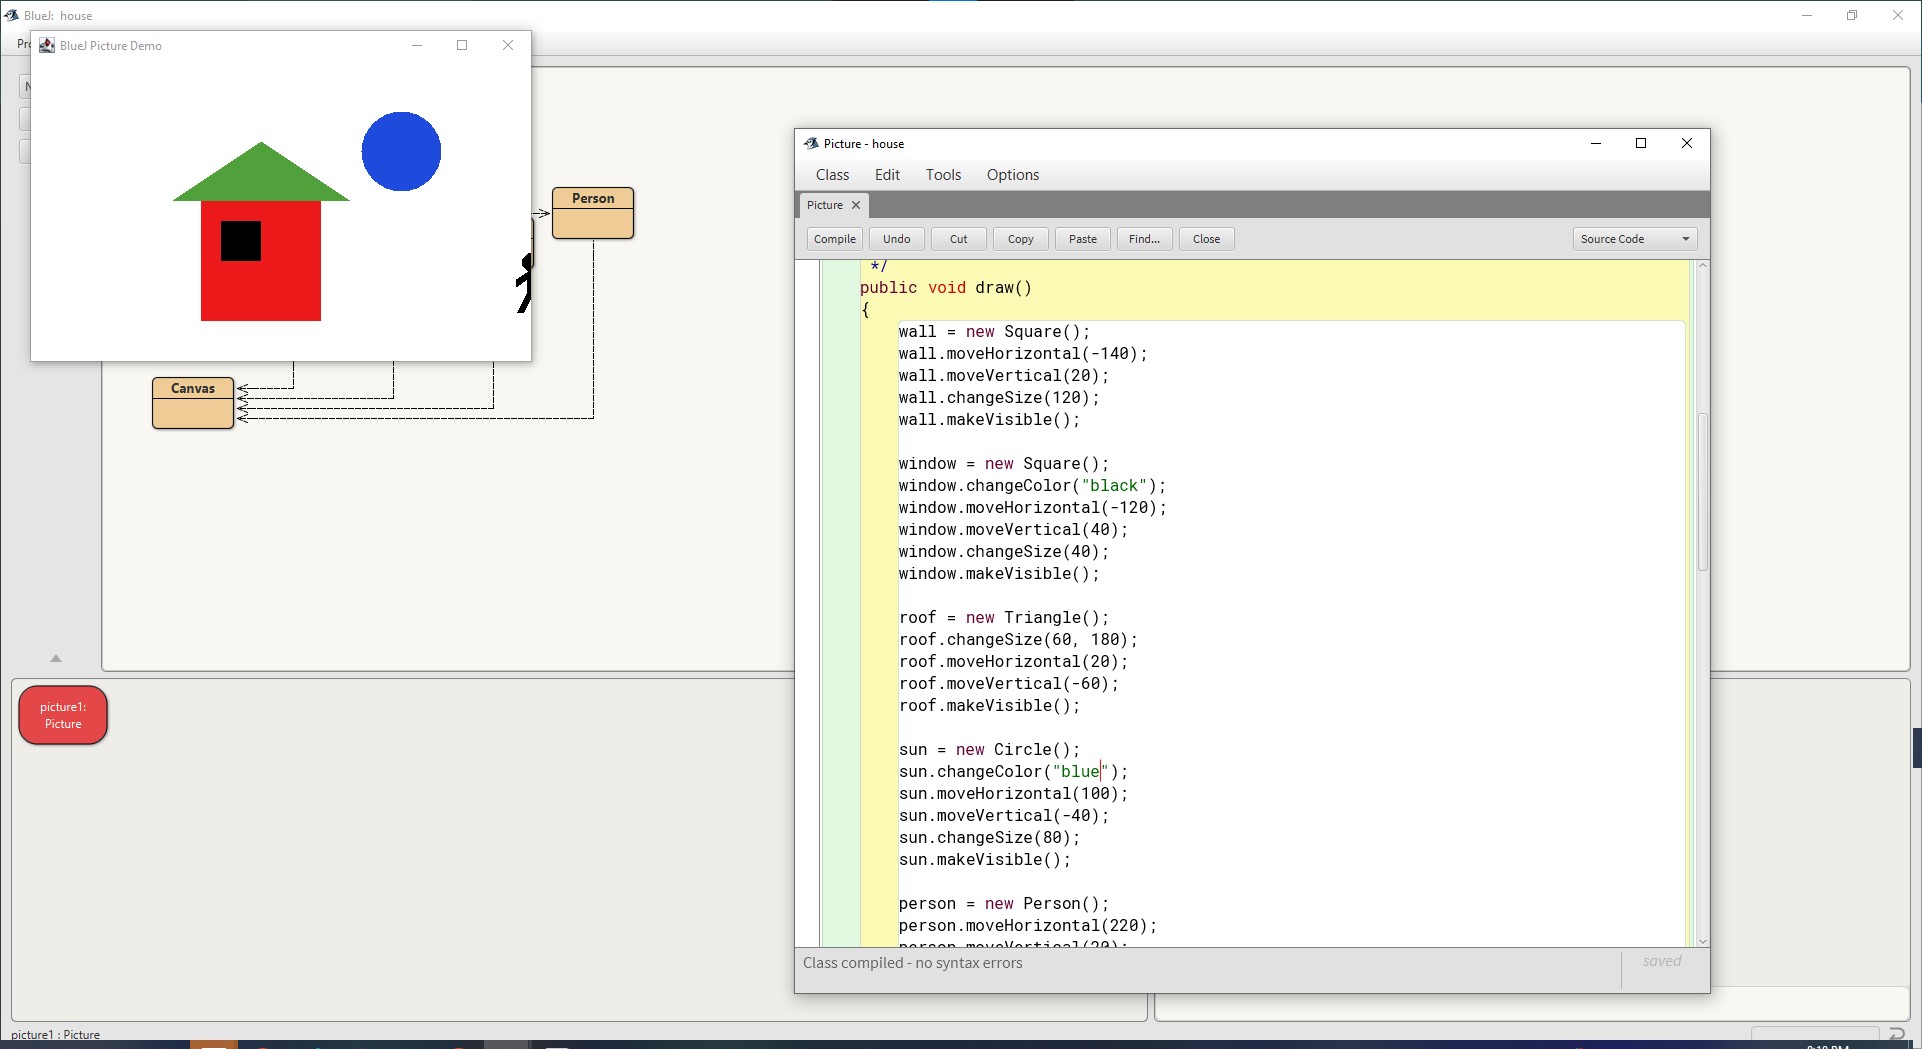 BlueJ: house
BlueJ Picture Demo
Person
Canvas
picture1:
Picture
picture1 : Picture
Picture - house
Class Edit Tools Options
Picture
Compile Undo Cut Copy Paste Find... Close Source Code
*/
public void draw()
{
wall = new Square();
wall.moveHorizontal(-140);
wall.moveVertical(20);
wall.changeSize(120);
wall.makeVisible();
window = new Square();
window.changeColor("black");
window.moveHorizontal(-120);
window.moveVertical(40);
window.changeSize(40);
window.makeVisible();
roof = new Triangle();
roof.changeSize(60, 180);
roof.moveHorizontal(20);
roof.moveVertical(-60);
roof.makeVisible();
sun = new Circle();
sun.changeColor("blue");
sun.moveHorizontal(100);
sun.moveVertical(-40);
sun.changeSize(80);
sun.makeVisible();
person = new Person();
person.moveHorizontal(220);
person.moveVertical(20);
Class compiled - no syntax errors
saved